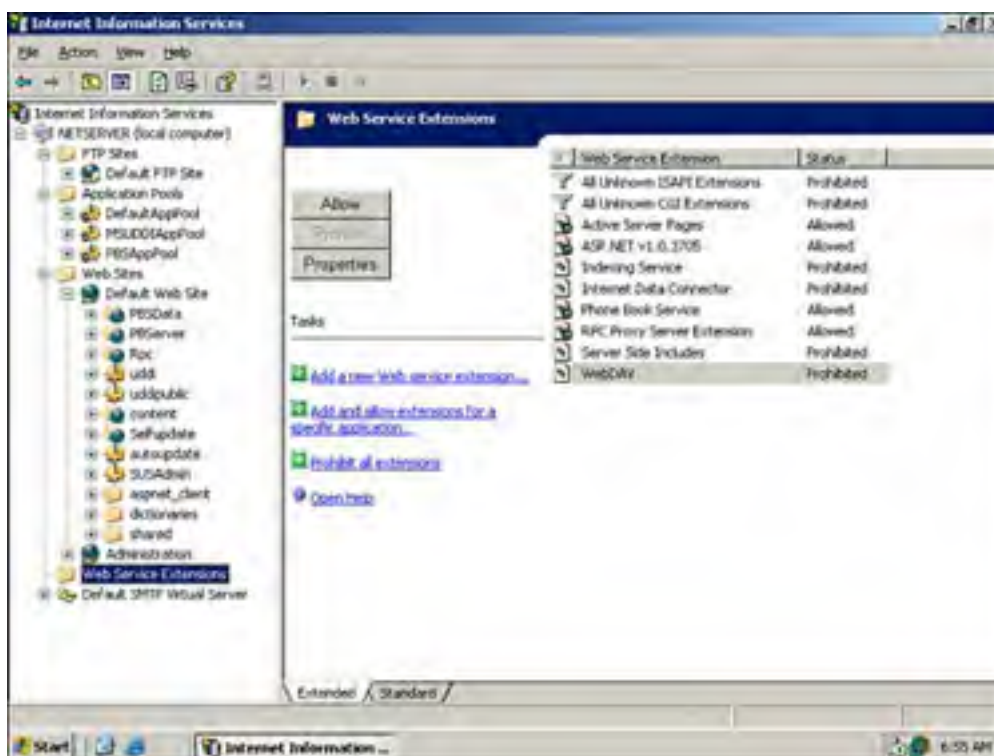 Internet Information Services
File Action View Help
Internet Information Services
NETSERVER (local computer)
FTP Sites
Default FTP Site
Application Pools
DefaultAppPool
MSUDDIAppPool
PBSAppPool
Web Sites
Default Web Site
PBSData
PBServer
Rpc
uddi
uddipublic
content
Selfupdate
autoupdate
SUSAdmin
aspnet_client
dictionaries
shared
Administration
Web Service Extensions
Default SMTP Virtual Server
Web Service Extensions
Allow
Prohibit
Properties
Tasks
Add a new Web service extension...
Add and allow extensions for a
specific application...
Prohibit all extensions
Open Help
Web Service Extension Status
All Unknown ISAPI Extensions Prohibited
All Unknown CGI Extensions Prohibited
Active Server Pages Allowed
ASP.NET v1.0.3705 Allowed
Indexing Service Prohibited
Internet Data Connector Prohibited
Phone Book Service Allowed
RPC Proxy Server Extension Allowed
Server Side Includes Prohibited
WebDAV Prohibited
Extended Standard
Start Internet Information ... 6:55 AM